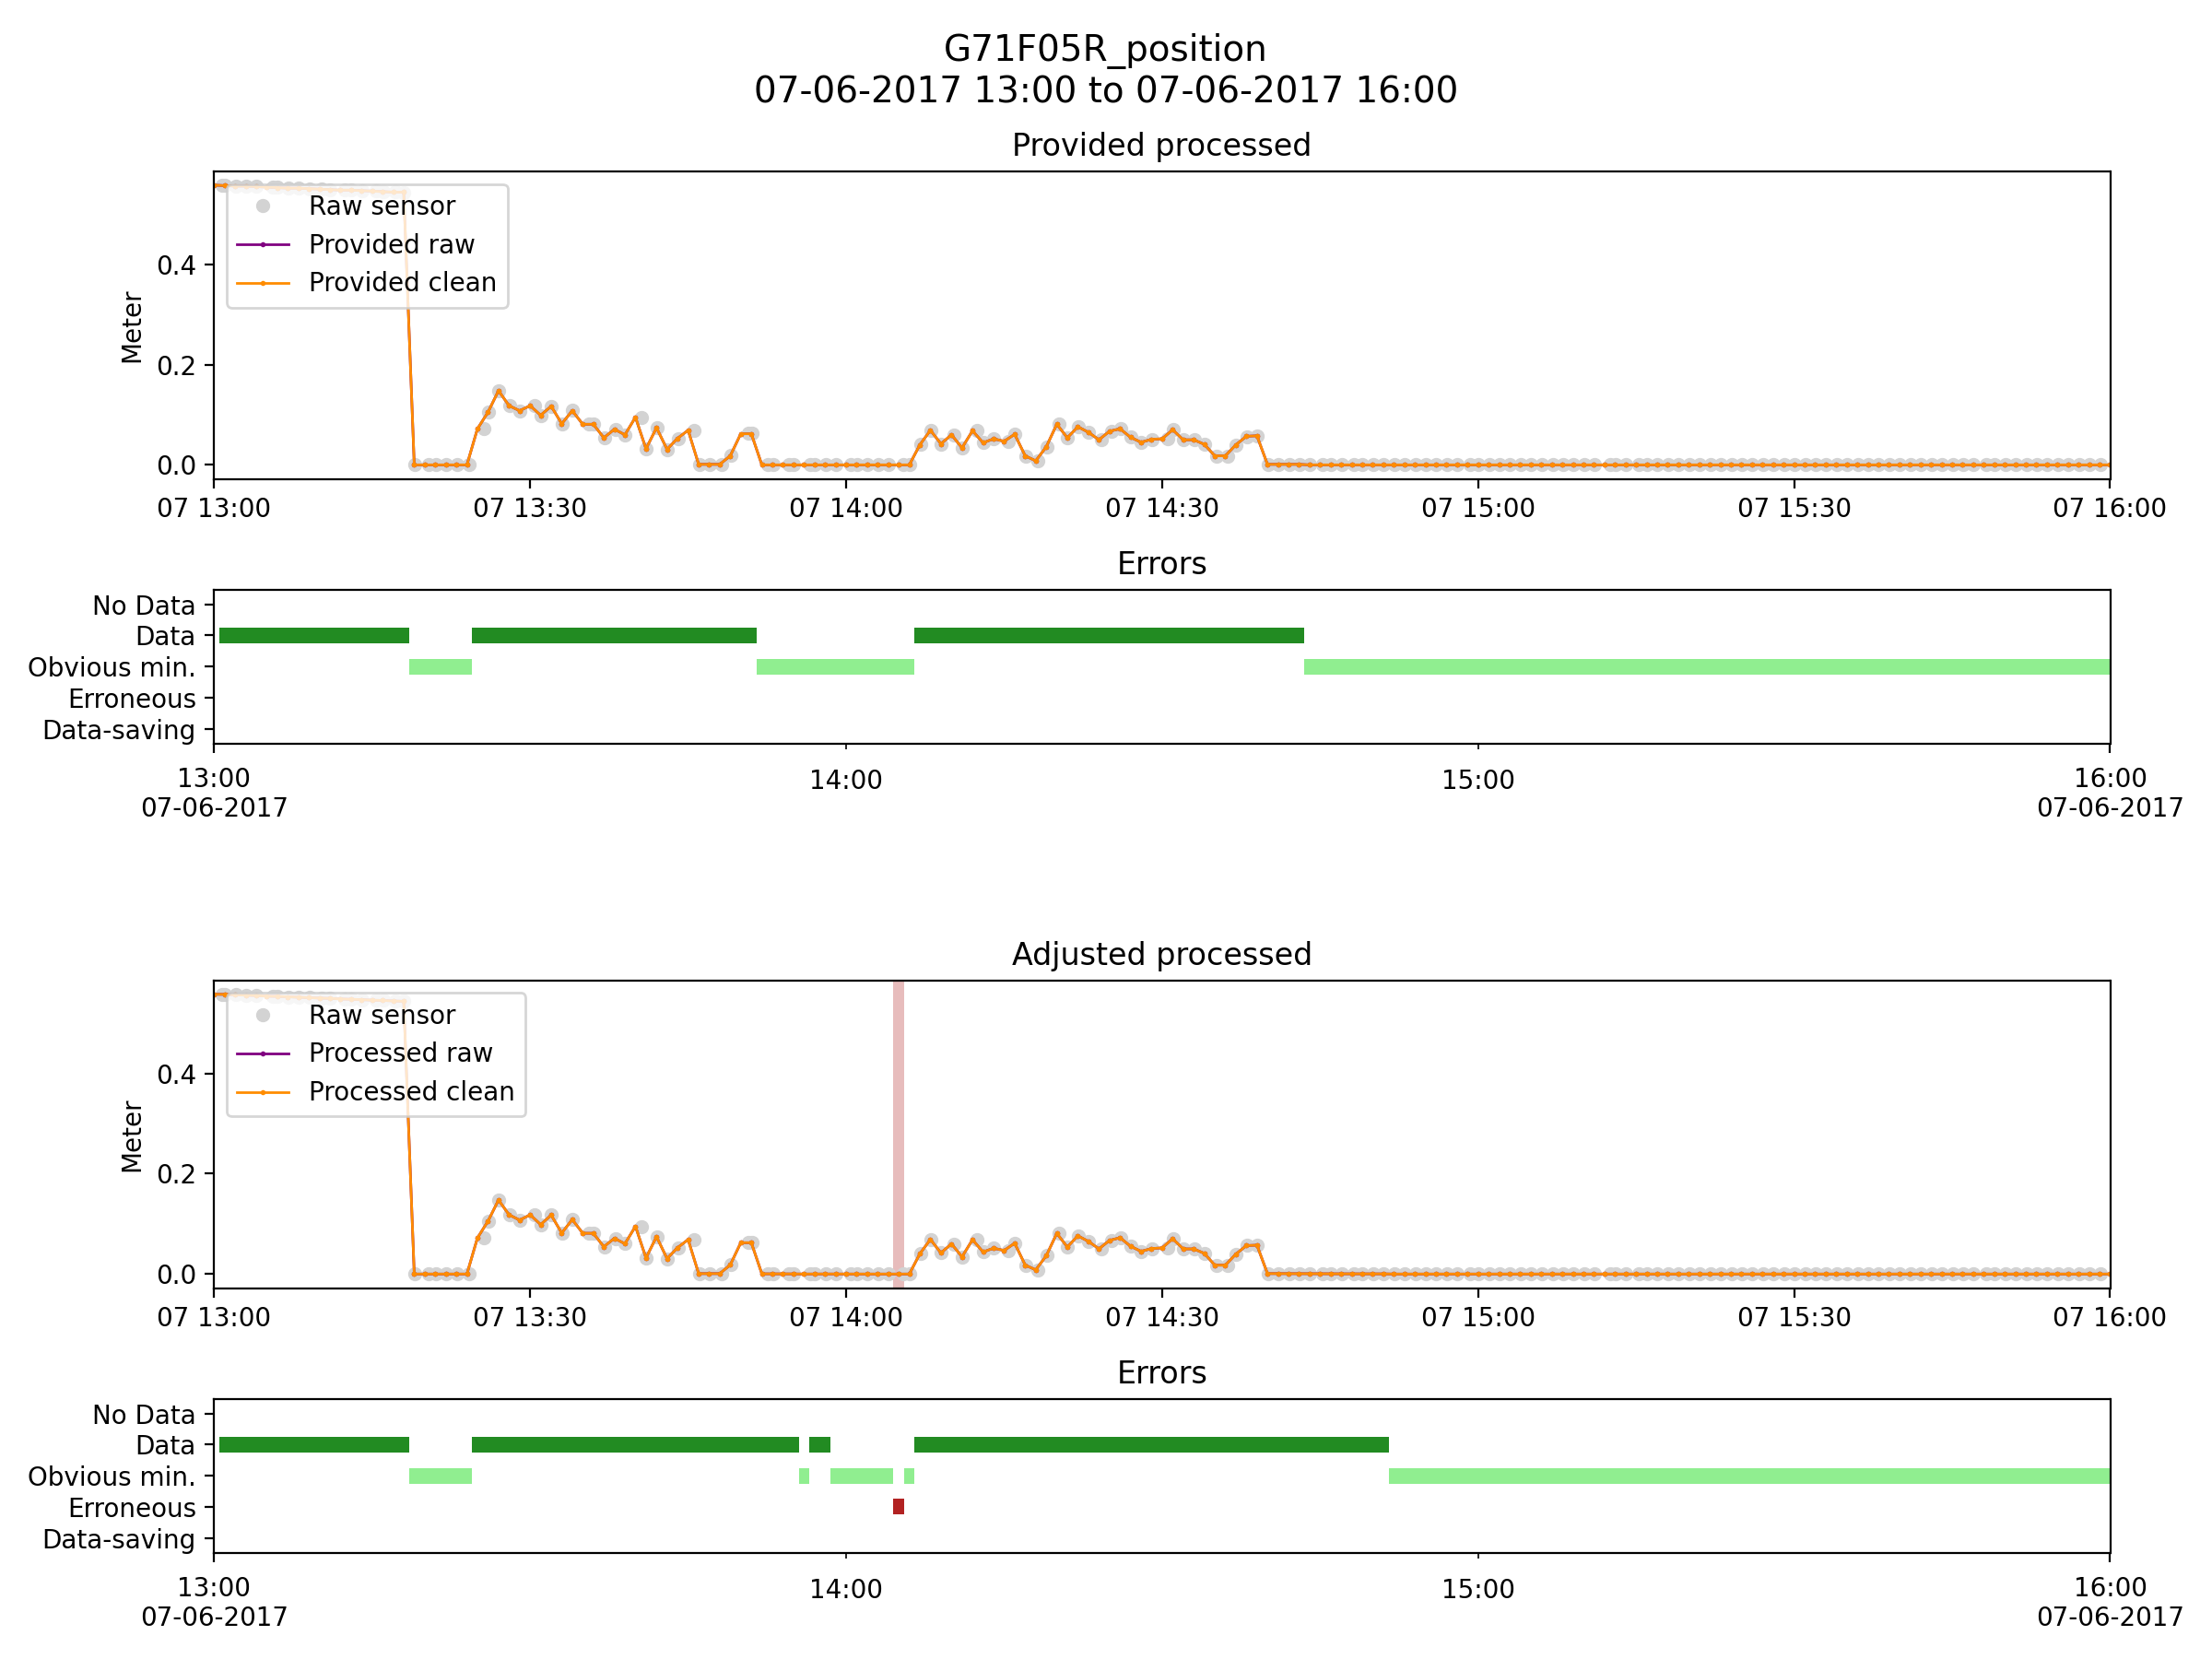 G71F05R_position
07-06-2017 13:00 to 07-06-2017 16:00
Provided processed
Raw sensor
Provided raw
Provided clean
Meter
0.4
0.2
0.0
07 13:00 07 13:30 07 14:00 07 14:30 07 15:00 07 15:30 07 16:00
Errors
No Data
Data
Obvious min.
Erroneous
Data-saving
13:00 14:00 15:00 16:00
07-06-2017 07-06-2017
Adjusted processed
Raw sensor
Processed raw
Processed clean
Meter
0.4
0.2
0.0
07 13:00 07 13:30 07 14:00 07 14:30 07 15:00 07 15:30 07 16:00
Errors
No Data
Data
Obvious min.
Erroneous
Data-saving
13:00 14:00 15:00 16:00
07-06-2017 07-06-2017